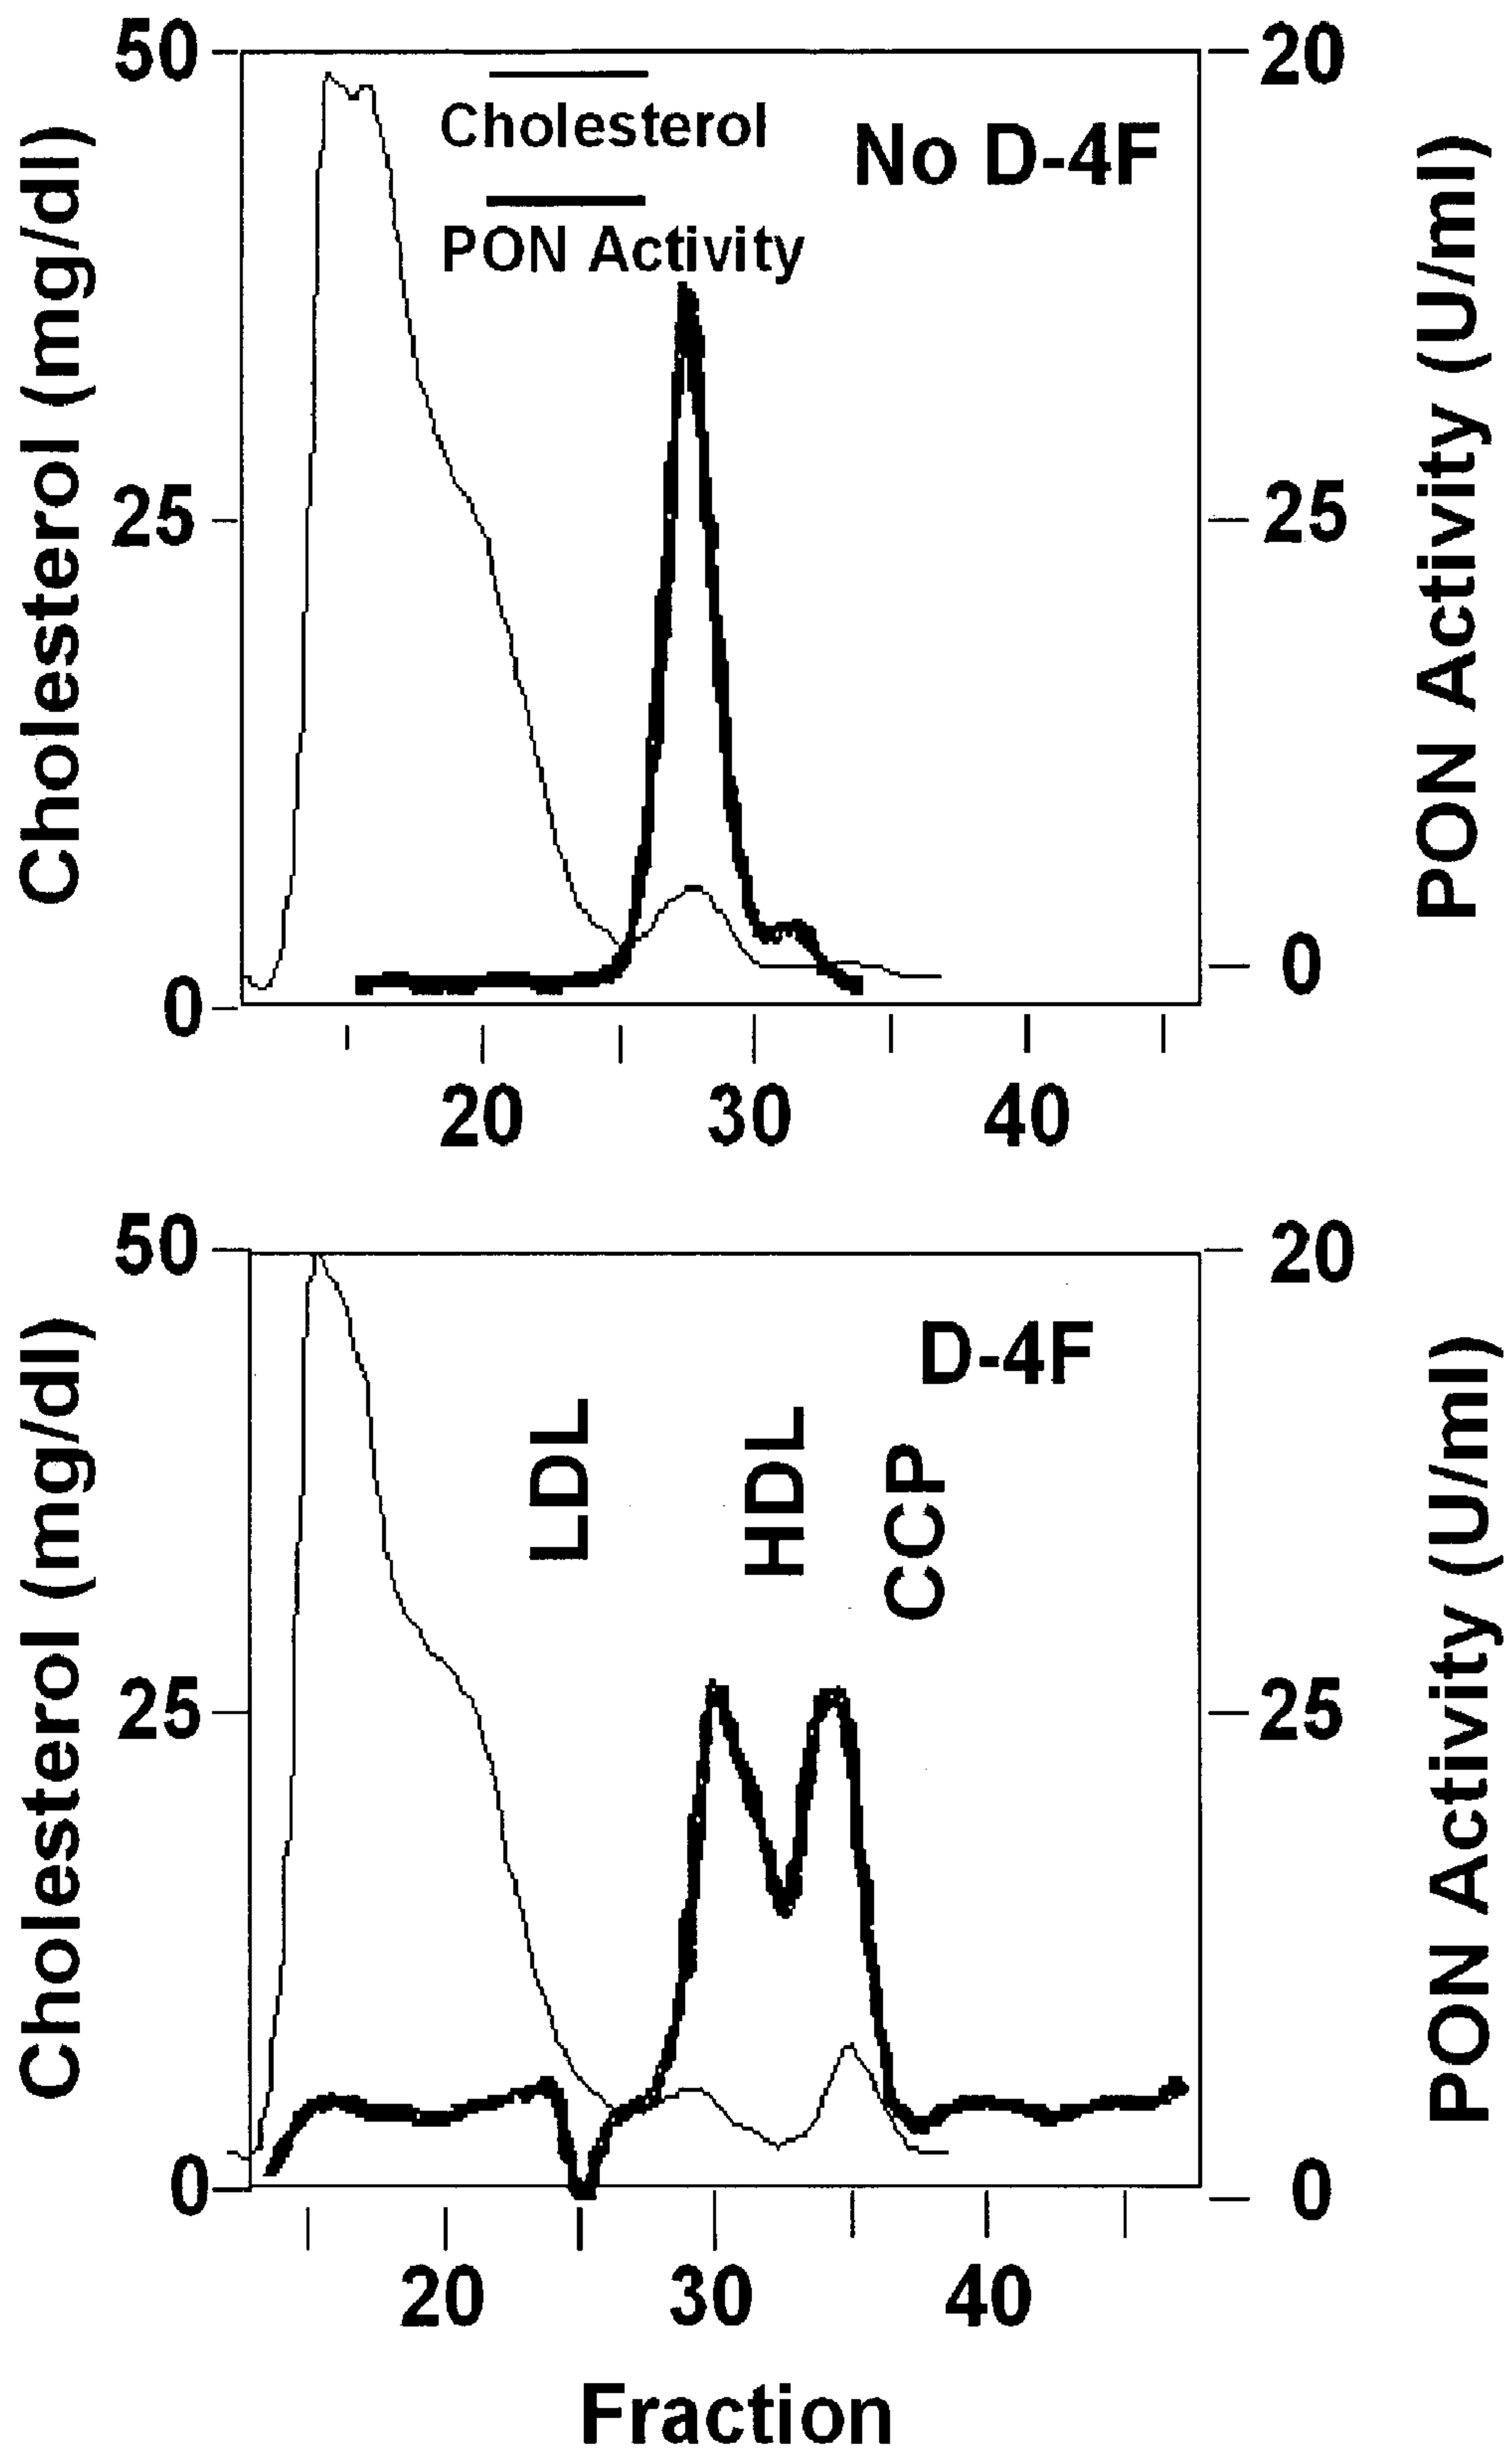 50
20
Cholesterol
No D-4F
PON Activity
Cholesterol (mg/dl)
PON Activity (U/ml)
25
25
0
0
20
30
40
50
20
D-4F
LDL
HDL
CCP
Cholesterol (mg/dl)
PON Activity (U/ml)
25
25
0
0
20
30
40
Fraction